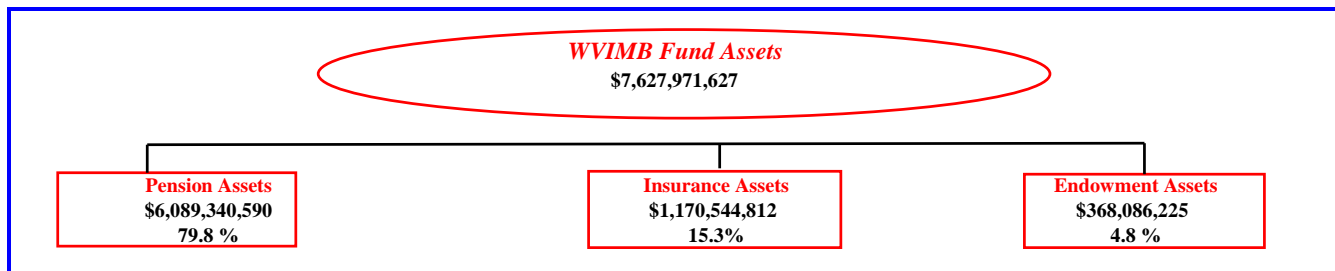 WVIMB Fund Assets
$7,627,971,627
Pension Assets
$6,089,340,590
79.8 %
Insurance Assets
$1,170,544,812
15.3%
Endowment Assets
$368,086,225
4.8 %